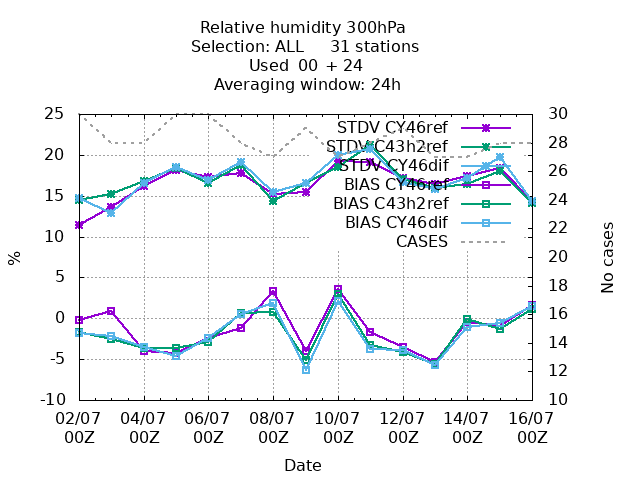 Relative humidity 300hPa
Selection: ALL 31 stations
Used 00 + 24
Averaging window: 24h
25
20
15
10
5
0
-5
-10
%
30
28
26
24
22
20
18
16
14
12
10
No cases
STDV CY46ref
STDV C43h2ref
STDV CY46dif
BIAS CY46ref
BIAS C43h2ref
BIAS CY46dif
CASES
02/07 04/07 06/07 08/07 10/07 12/07 14/07 16/07
00Z 00Z 00Z 00Z 00Z 00Z 00Z 00Z
Date